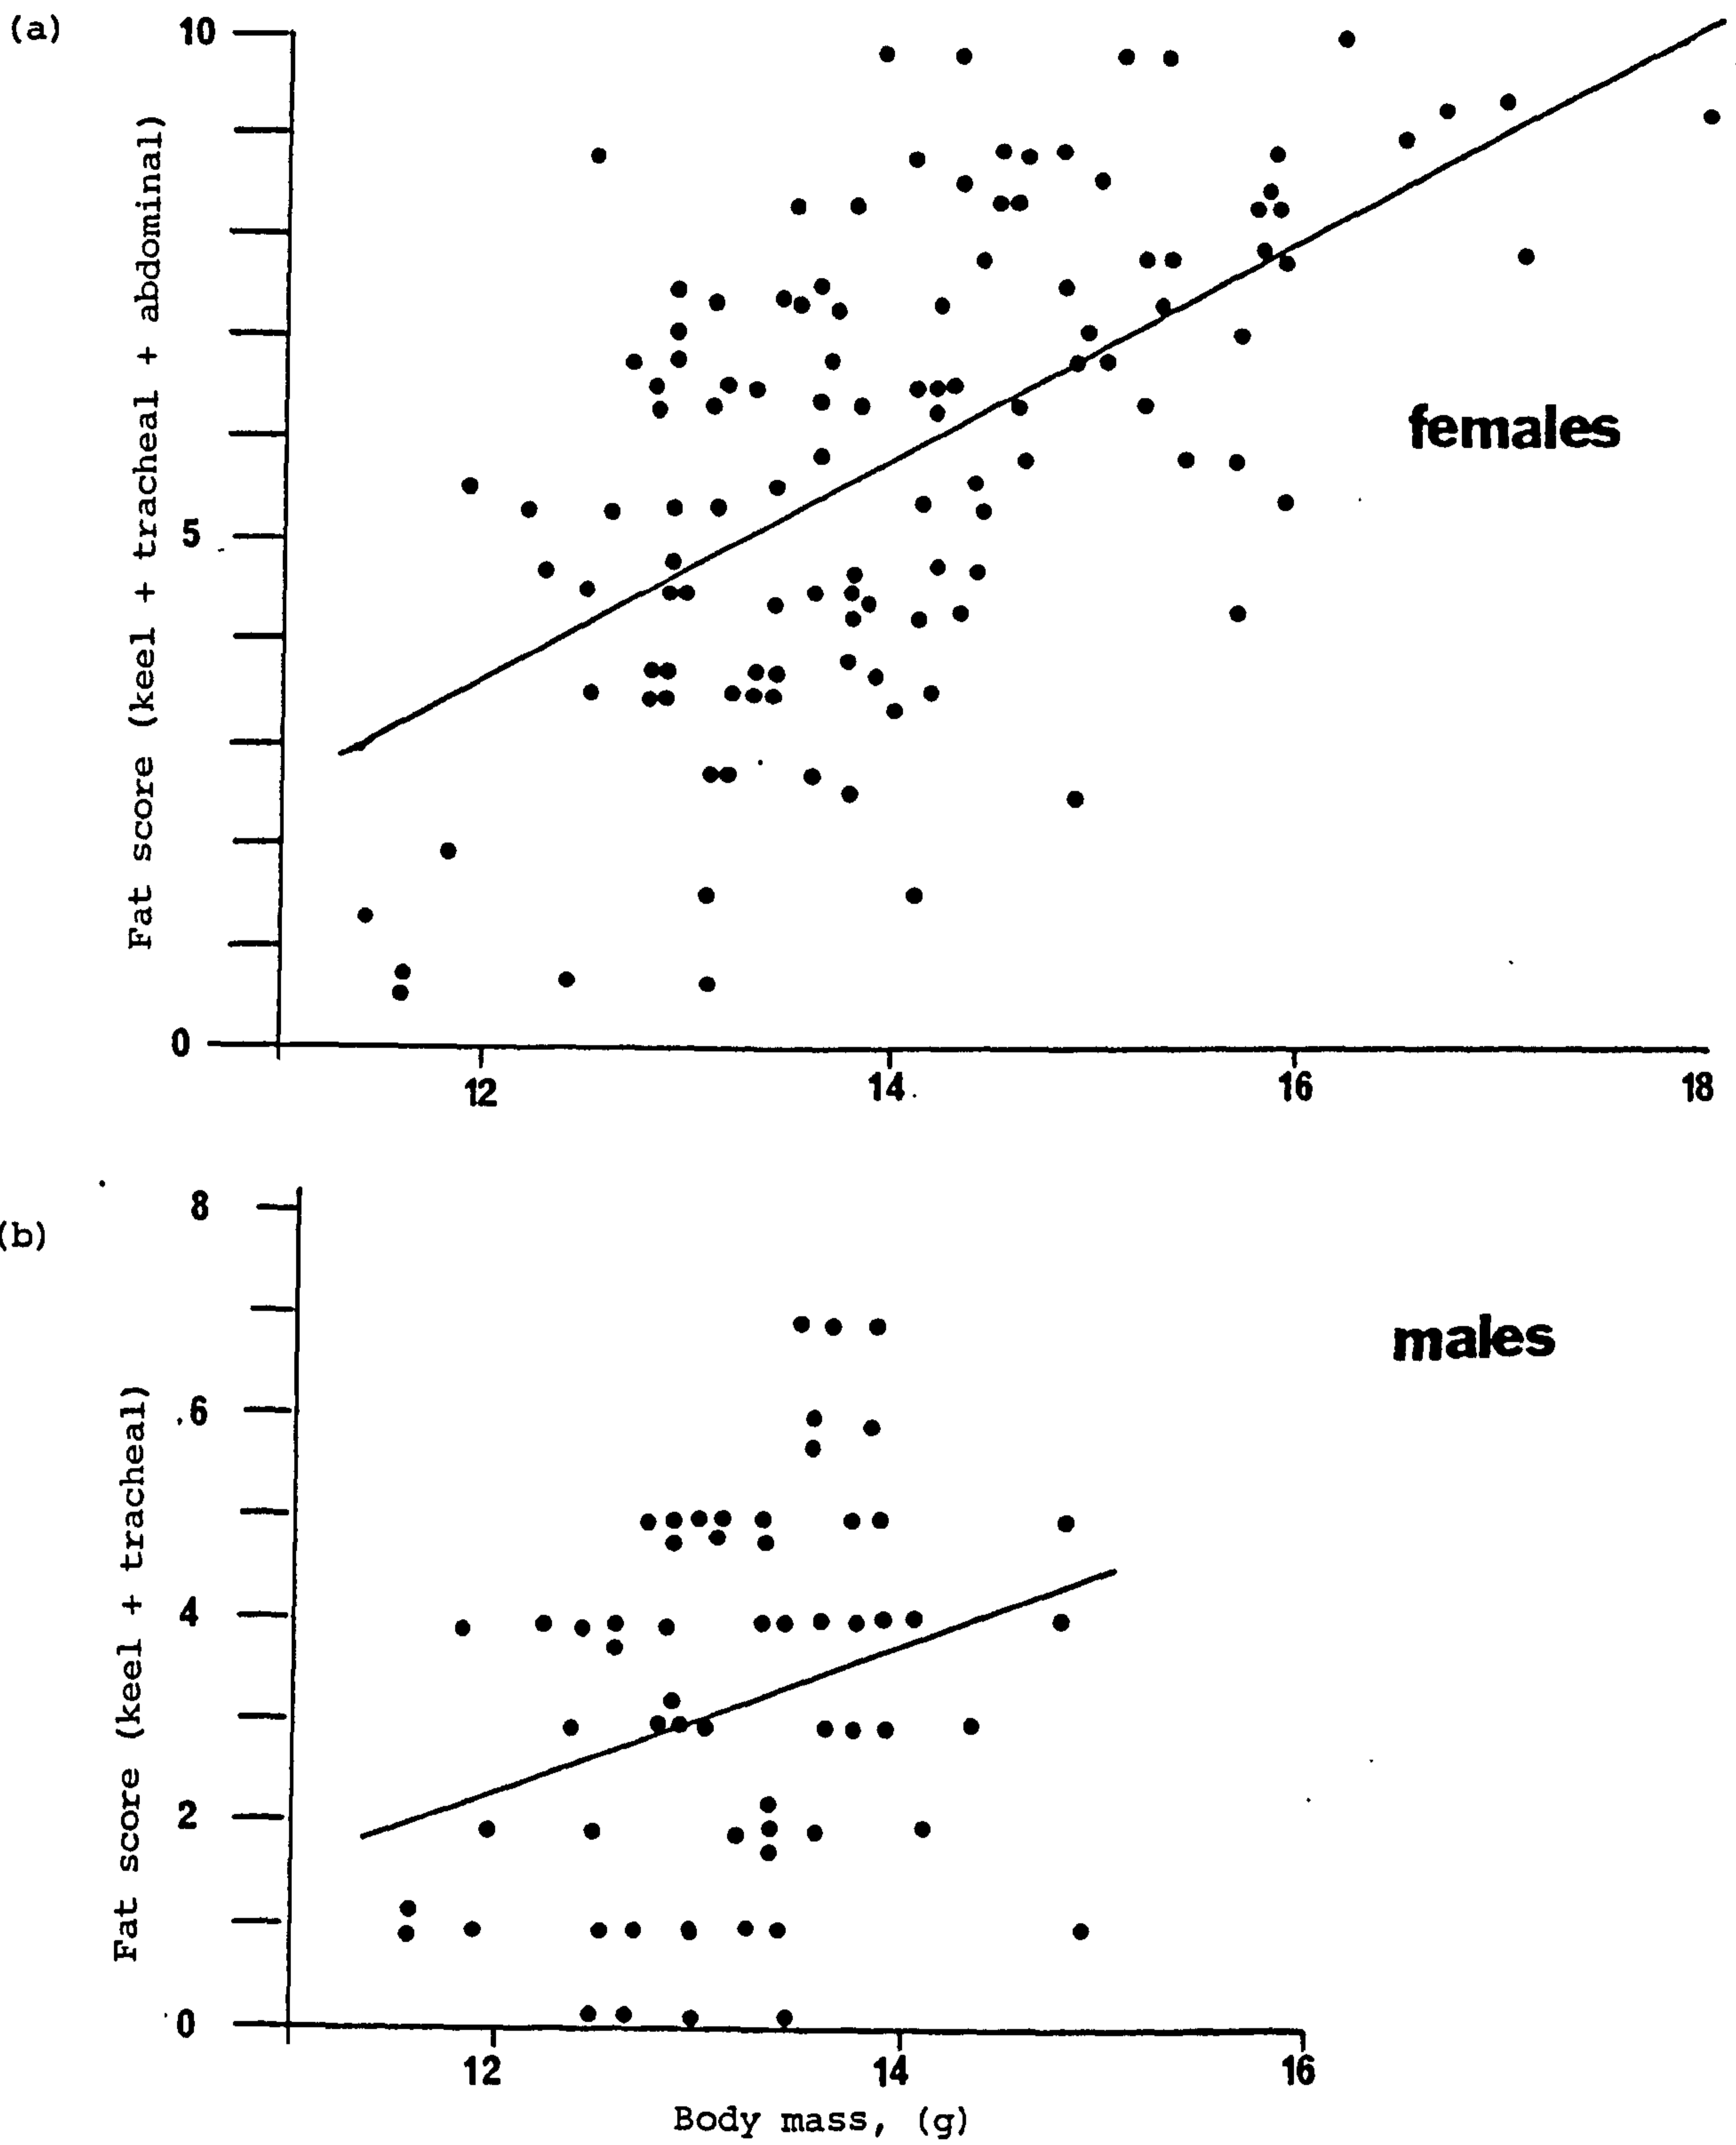 (a)
10
Fat score (keel + tracheal + abdominal)
females
5
0
12
14
16
18
(b)
8
males
6
Fat score (keel + tracheal)
4
2
0
12
14
16
Body mass, (g)